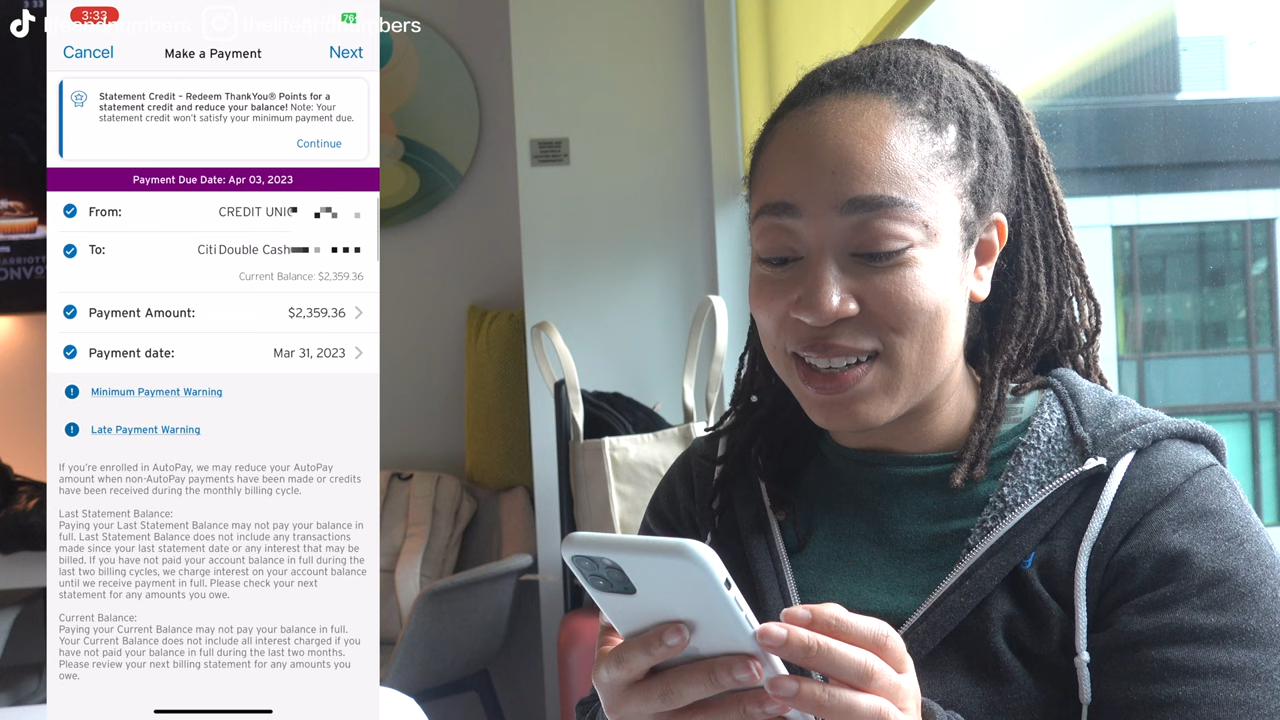 3:33
76
lifeandnumbers
thelifeandnumbers
Cancel
Make a Payment
Next
Statement Credit – Redeem ThankYou® Points for a
statement credit and reduce your balance! Note: Your
statement credit won't satisfy your minimum payment due.
Continue
Payment Due Date: Apr 03, 2023
From:
CREDIT
To:
Citi Double Cash
Current Balance: $2,359.36
Payment Amount:
$2,359.36
Payment date:
Mar 31, 2023
Minimum Payment Warning
Late Payment Warning
If you're enrolled in AutoPay, we may reduce your AutoPay
amount when non-AutoPay payments have been made or credits
have been received during the monthly billing cycle.
Last Statement Balance:
Paying your Last Statement Balance may not pay your balance in
full. Last Statement Balance does not include any transactions
made since your last statement date or any interest that may be
billed. If you have not paid your account balance in full during the
last two billing cycles, we charge interest on your account balance
until we receive payment in full. Please check your next
statement for any amounts you owe.
Current Balance:
Paying your Current Balance may not pay your balance in full.
Your Current Balance does not include all interest charged if you
have not paid your balance in full during the last two months.
Please review your next billing statement for any amounts you
owe.